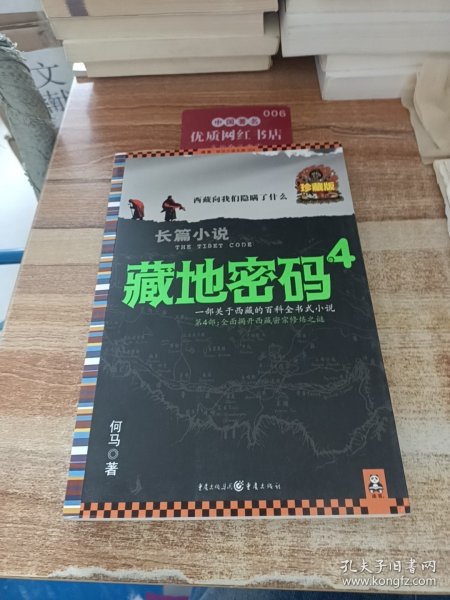 文
献
006
中国著名
优质网红书店
西藏向我们隐瞒了什么
珍藏版
长篇小说
THE TIBET CODE
藏地密码.4
一部关于西藏的百科全书式小说
第4部:全面揭开西藏密宗修炼之谜
何马◎著
重庆出版集团 重庆出版社
读客
孔夫子旧书网
www.kongfz.com